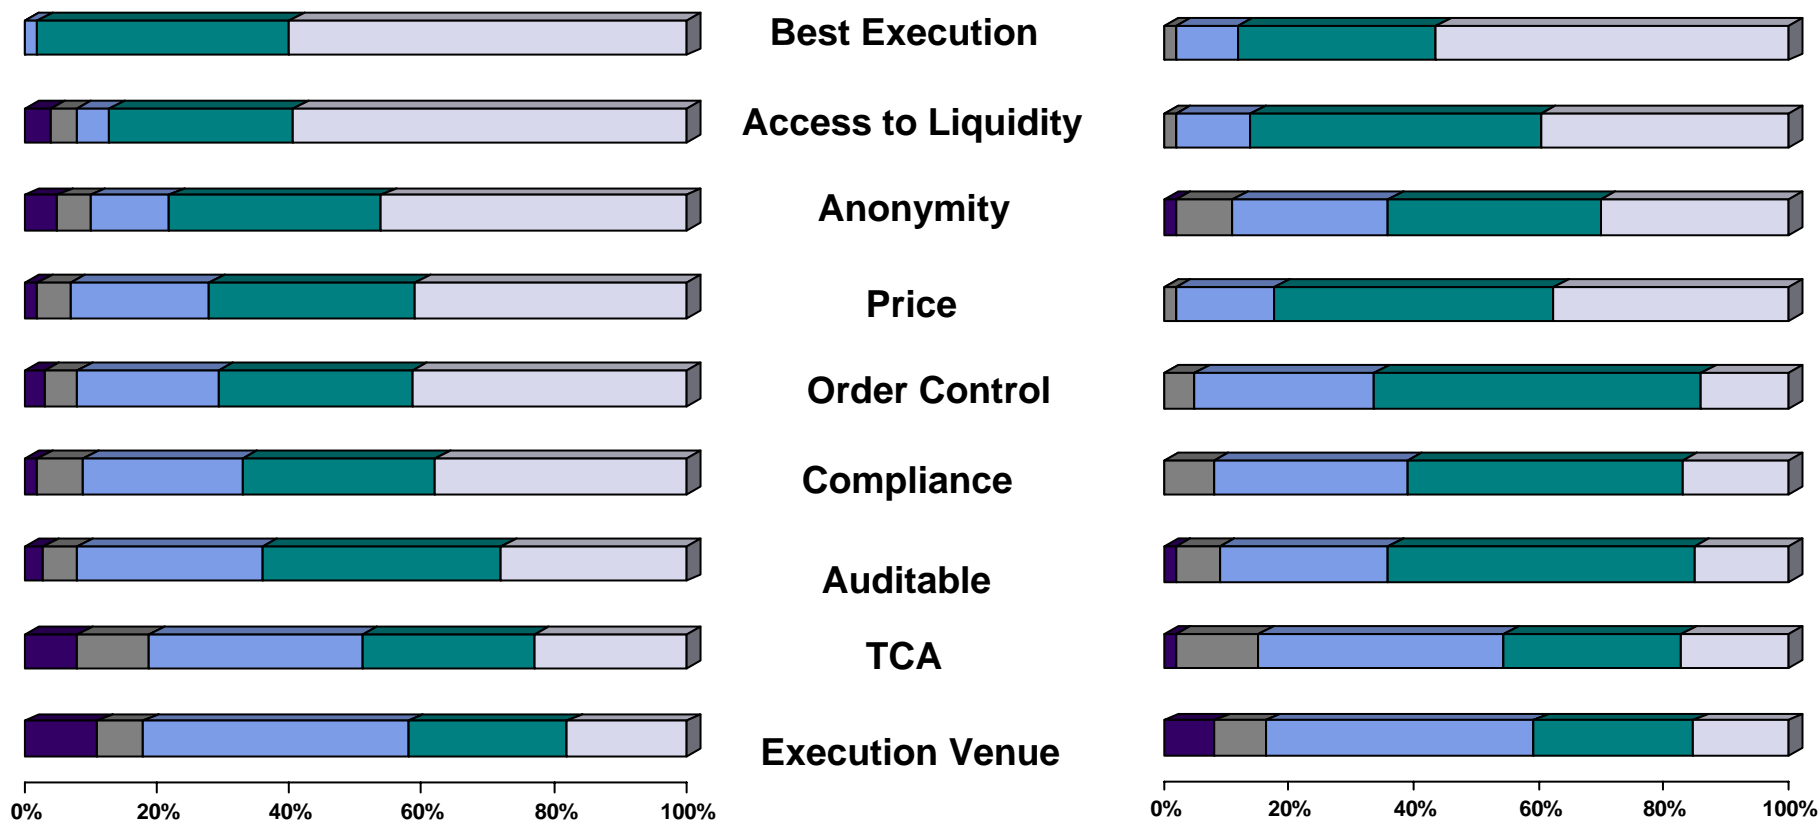 Best Execution
Access to Liquidity
Anonymity
Price
Order Control
Compliance
Auditable
TCA
Execution Venue
0% 20% 40% 60% 80% 100%
0% 20% 40% 60% 80% 100%